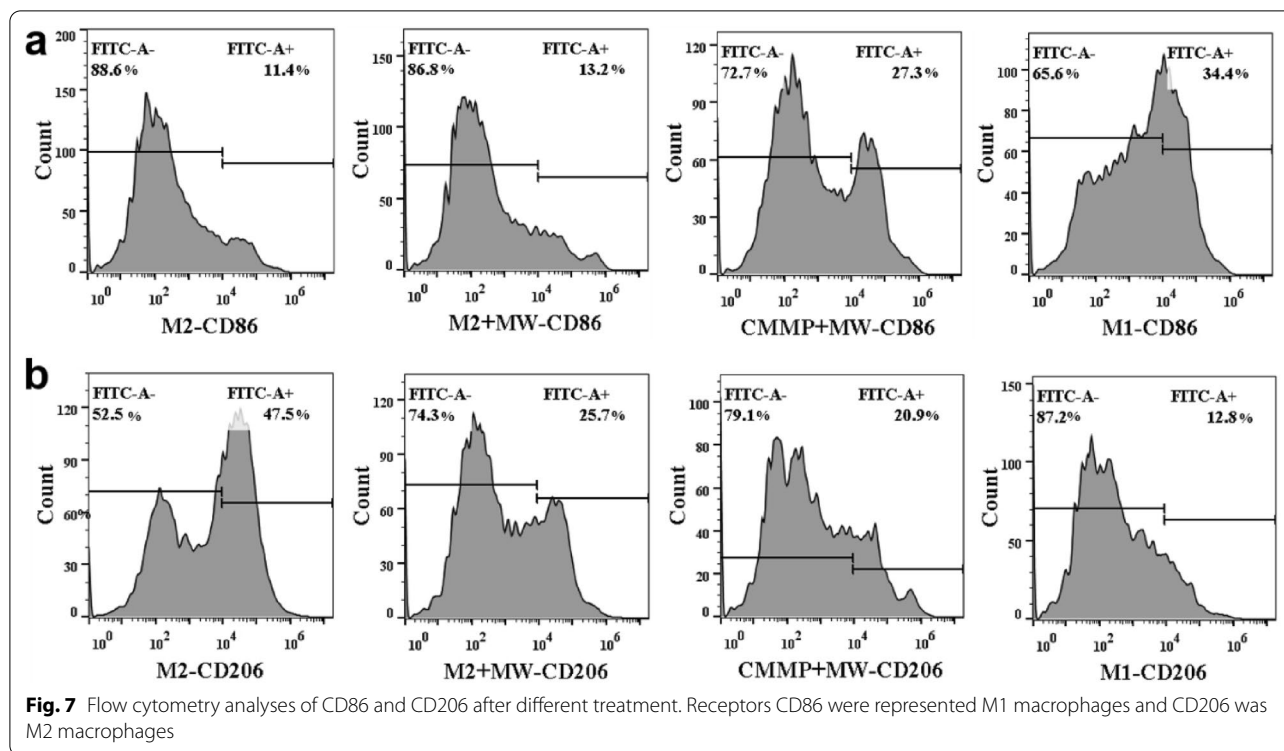 a
FITC-A- FITC-A+
88.6% 11.4%
200
150
100
50
0
Count
10^0 10^2 10^4 10^6
M2-CD86
FITC-A- FITC-A+
86.8% 13.2%
150
100
50
0
Count
10^0 10^2 10^4 10^6
M2+MW-CD86
FITC-A- FITC-A+
72.7% 27.3%
120
90
60
30
0
Count
10^0 10^2 10^4 10^6
CMMP+MW-CD86
FITC-A- FITC-A+
65.6% 34.4%
100
80
60
40
20
0
Count
10^0 10^2 10^4 10^6
M1-CD86
b
FITC-A- FITC-A+
52.5% 47.5%
120
90
60%
30
0
Count
10^0 10^2 10^4 10^6
M2-CD206
FITC-A- FITC-A+
74.3% 25.7%
120
90
60
30
0
Count
10^0 10^2 10^4 10^6
M2+MW-CD206
FITC-A- FITC-A+
79.1% 20.9%
100
80
60
40
20
0
Count
10^0 10^2 10^4 10^6
CMMP+MW-CD206
FITC-A- FITC-A+
87.2% 12.8%
150
100
50
0
Count
10^0 10^2 10^4 10^6
M1-CD206
Fig. 7 Flow cytometry analyses of CD86 and CD206 after different treatment. Receptors CD86 were represented M1 macrophages and CD206 was
M2 macrophages